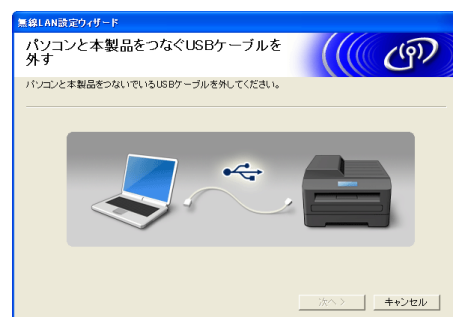 無線LAN設定ウィザード
パソコンと本製品をつなぐUSBケーブルを
外す
パソコンと本製品をつないでいるUSBケーブルを外してください。
次へ >
キャンセル